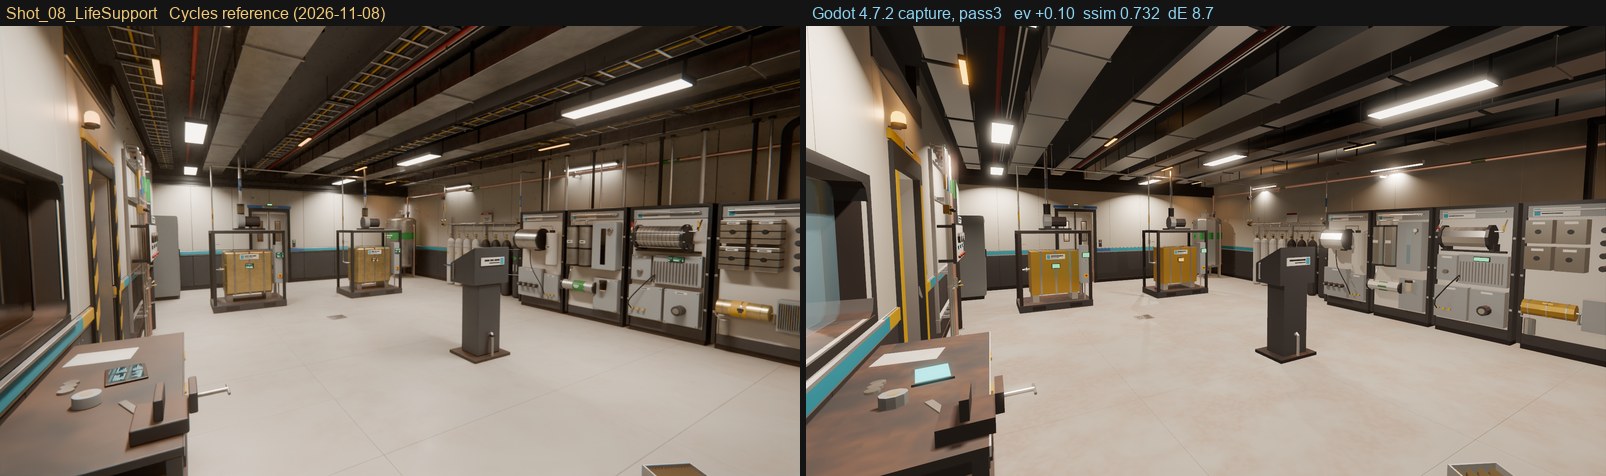 Shot_08_LifeSupport Cycles reference (2026-11-08)
Godot 4.7.2 capture, pass3 ev +0.10 ssim 0.732 dE 8.7